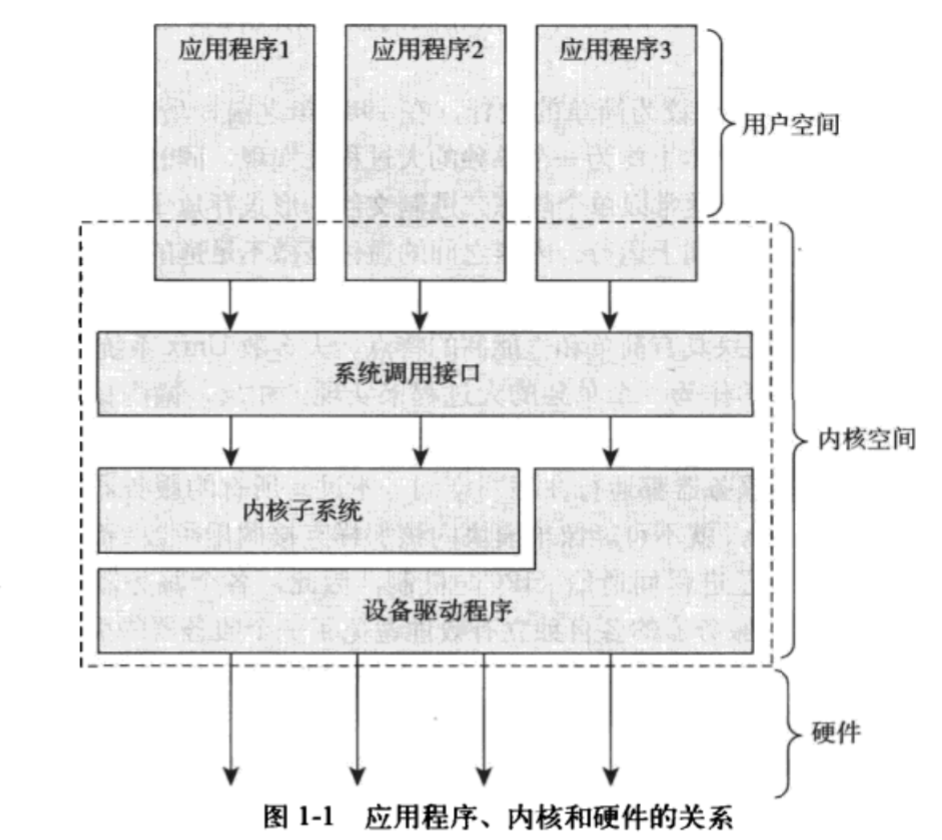 应用程序1
应用程序2
应用程序3
用户空间
系统调用接口
内核空间
内核子系统
设备驱动程序
硬件
图 1-1 应用程序、内核和硬件的关系